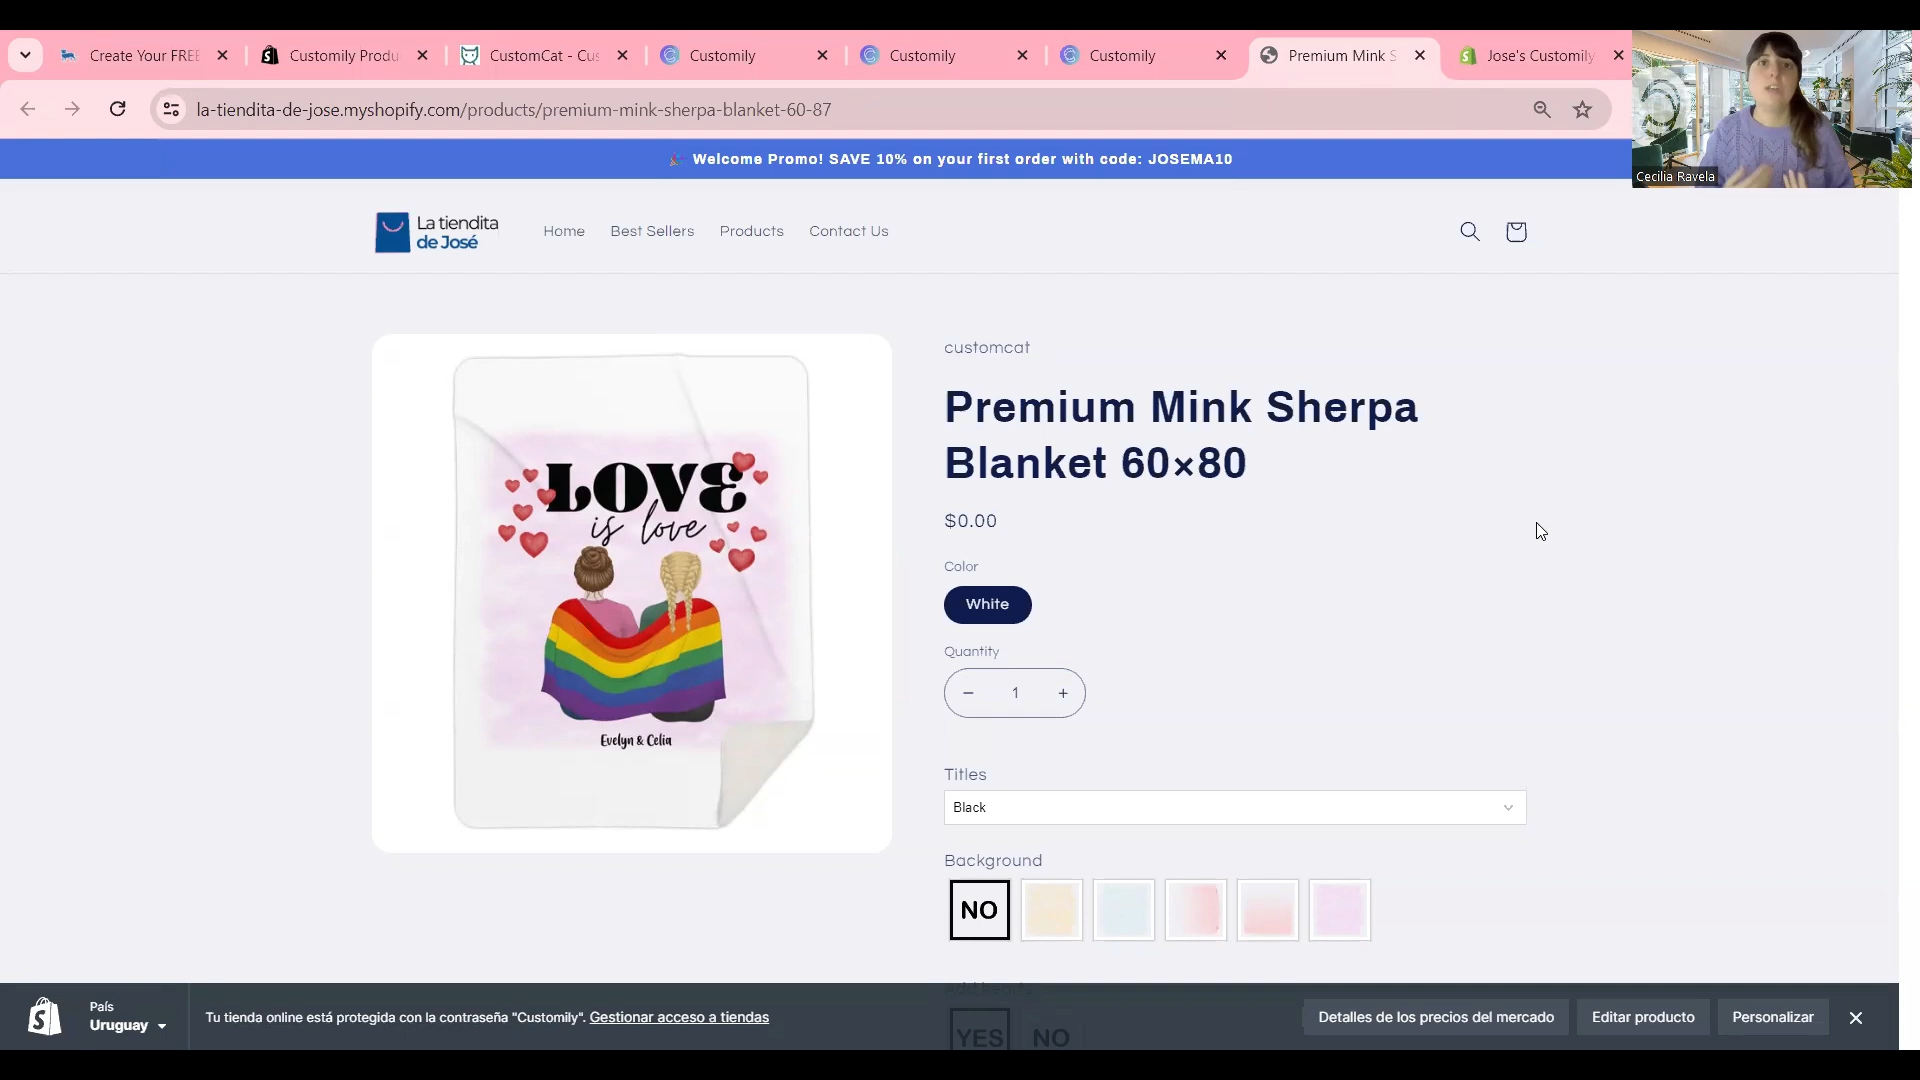 Create Your FREE
Customily Produ
CustomCat - Cus
Customily
Customily
Customily
Premium Mink S
Jose's Customily
la-tiendita-de-jose.myshopify.com/products/premium-mink-sherpa-blanket-60-87
Cecilia Ravela
Welcome Promo! SAVE 10% on your first order with code: JOSEMA10
La tiendita
de José
Home
Best Sellers
Products
Contact Us
customcat
Premium Mink Sherpa
Blanket 60×80
$0.00
Color
White
Quantity
1
LOVE
is love
Evelyn & Celia
Titles
Black
Background
NO
YES
NO
País
Uruguay
Tu tienda online está protegida con la contraseña "Customily". Gestionar acceso a tiendas
Detalles de los precios del mercado
Editar producto
Personalizar